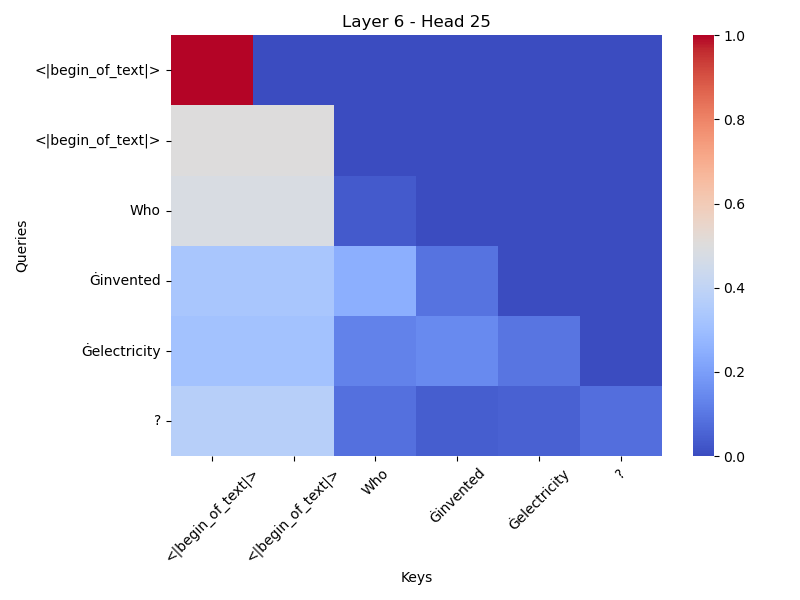 Layer 6 - Head 25
<|begin_of_text|>
<|begin_of_text|>
Who
Ġinvented
Ġelectricity
?
Queries
<|begin_of_text|>
<|begin_of_text|>
Who
Ġinvented
Ġelectricity
?
Keys
1.0
0.8
0.6
0.4
0.2
0.0